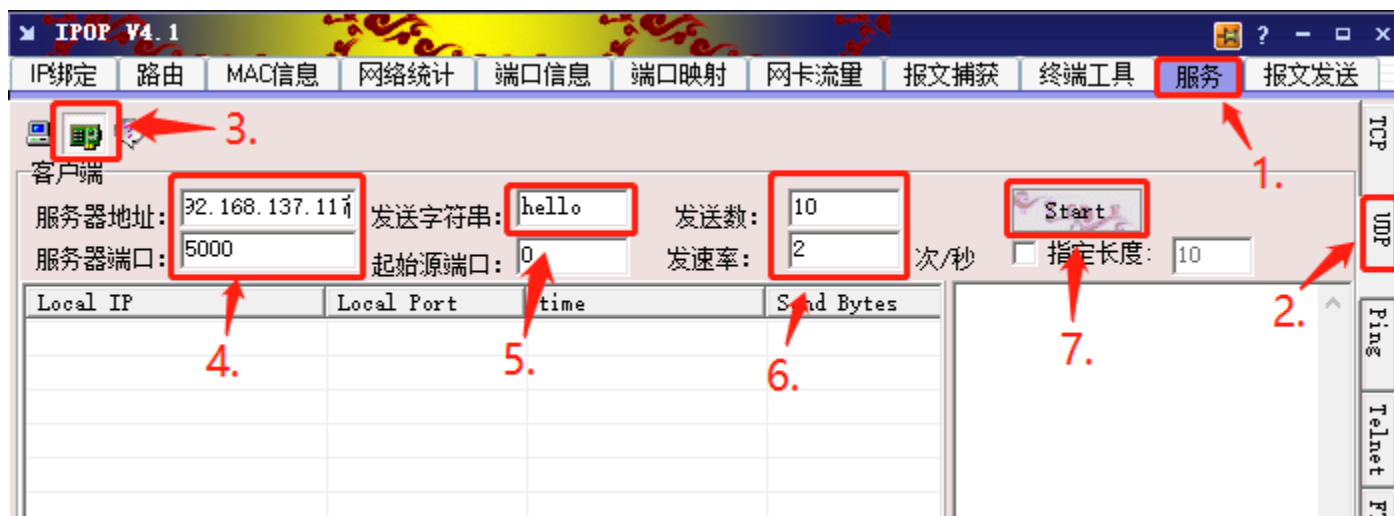 IPOP V4.1
?
IP绑定 路由 MAC信息 网络统计 端口信息 端口映射 网卡流量 报文捕获 终端工具 服务 报文发送
3.
1.
客户端
服务器地址: 92.168.137.11 发送字符串: hello 发送数: 10 Start
服务器端口: 5000 起始源端口: 0 发速率: 2 次/秒 指定长度: 10
Local IP Local Port time Send Bytes
4.
5.
6.
7.
2.
TCP
UDP
Ping
Telnet